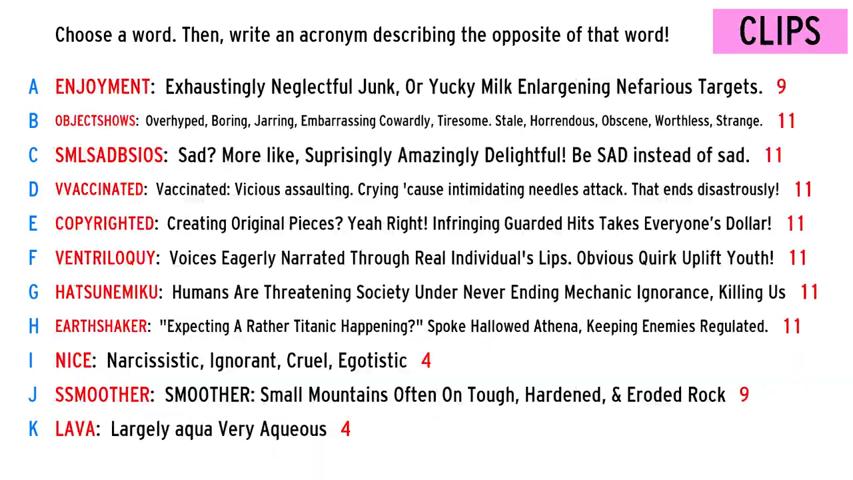 Choose a word. Then, write an acronym describing the opposite of that word!
CLIPS
A ENJOYMENT: Exhaustingly Neglectful Junk, Or Yucky Milk Enlargening Nefarious Targets. 9
B OBJECTSHOWS: Overhyped, Boring, Jarring, Embarrassing Cowardly, Tiresome. Stale, Horrendous, Obscene, Worthless, Strange. 11
C SMLSADBSIOS: Sad? More like, Suprisingly Amazingly Delightful! Be SAD instead of sad. 11
D VVACCINATED: Vaccinated: Vicious assaulting. Crying 'cause intimidating needles attack. That ends disastrously! 11
E COPYRIGHTED: Creating Original Pieces? Yeah Right! Infringing Guarded Hits Takes Everyone's Dollar! 11
F VENTRILOQUY: Voices Eagerly Narrated Through Real Individual's Lips. Obvious Quirk Uplift Youth! 11
G HATSUNEMIKU: Humans Are Threatening Society Under Never Ending Mechanic Ignorance, Killing Us 11
H EARTHSHAKER: "Expecting A Rather Titanic Happening?" Spoke Hallowed Athena, Keeping Enemies Regulated. 11
I NICE: Narcissistic, Ignorant, Cruel, Egotistic 4
J SSMOOTHER: SMOOTHER: Small Mountains Often On Tough, Hardened, & Eroded Rock 9
K LAVA: Largely aqua Very Aqueous 4